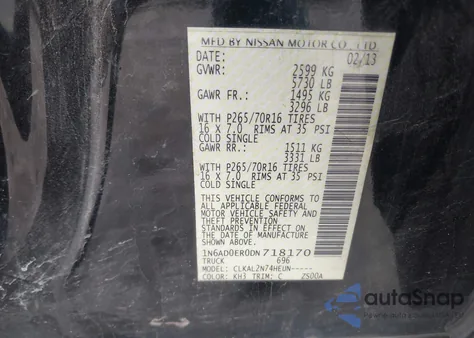 MFD BY NISSAN MOTOR CO., LTD.
DATE: 02/13
GVWR: 2599 KG
5730 LB
GAWR FR.: 1495 KG
3296 LB
WITH P265/70R16 TIRES
16 X 7.0 RIMS AT 35 PSI
COLD SINGLE
GAWR RR.: 1511 KG
3331 LB
WITH P265/70R16 TIRES
16 X 7.0 RIMS AT 35 PSI
COLD SINGLE
THIS VEHICLE CONFORMS TO
ALL APPLICABLE FEDERAL
MOTOR VEHICLE SAFETY AND
THEFT PREVENTION STANDARDS
IN EFFECT ON THE DATE OF
MANUFACTURE SHOWN ABOVE.
1N6AD0ER0DN718170
TRUCK 696
MODEL: CLKALZN74HEUN-----
COLOR: KH3 TRIM: C 2S00A
autoSnap